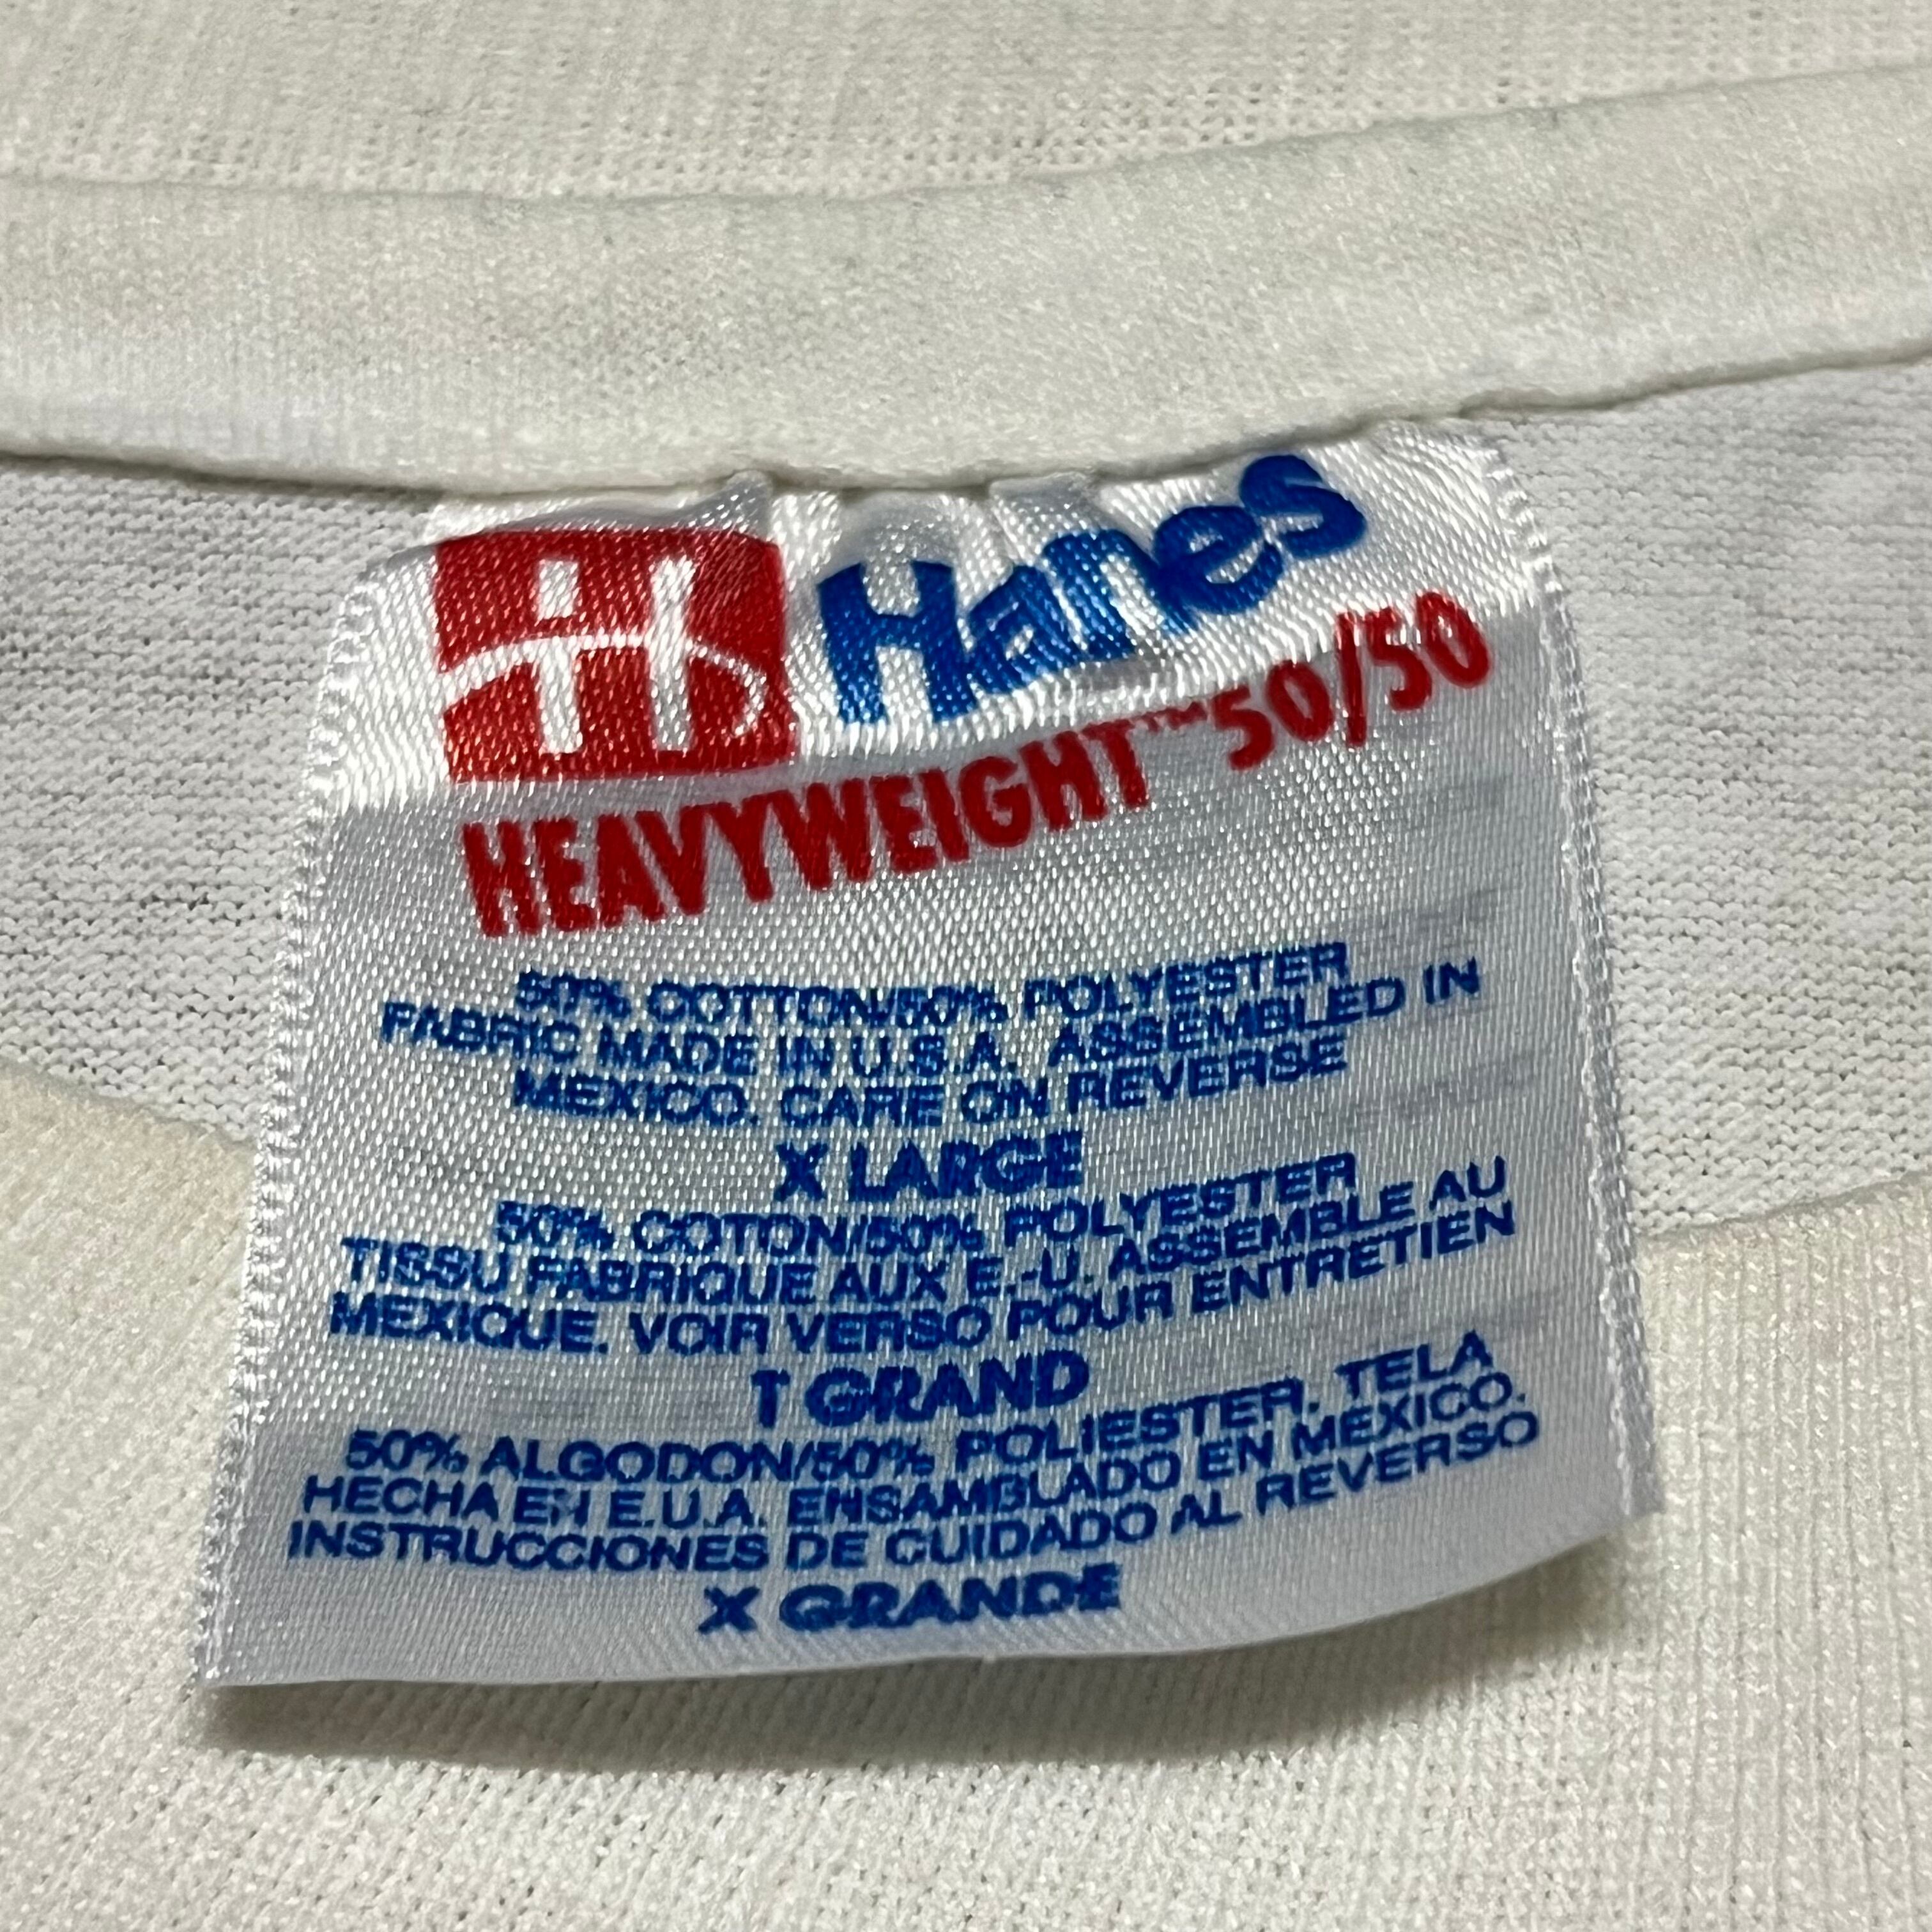 H Hanes
HEAVYWEIGHT™ 50/50
50% COTTON/50% POLYESTER
FABRIC MADE IN U.S.A. ASSEMBLED IN
MEXICO. CARE ON REVERSE
X LARGE
50% COTON/50% POLYESTER
TISSU FABRIQUE AUX E.-U. ASSEMBLE AU
MEXIQUE. VOIR VERSO POUR ENTRETIEN
T GRAND
50% ALGODON/50% POLIESTER. TELA
HECHA EN E.U.A. ENSAMBLADO EN MEXICO.
INSTRUCCIONES DE CUIDADO AL REVERSO
X GRANDE